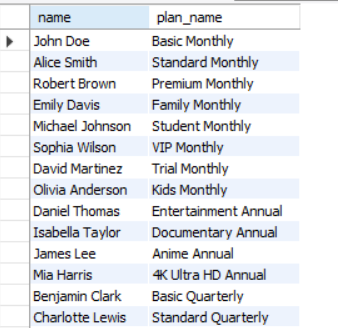 name plan_name
John Doe Basic Monthly
Alice Smith Standard Monthly
Robert Brown Premium Monthly
Emily Davis Family Monthly
Michael Johnson Student Monthly
Sophia Wilson VIP Monthly
David Martinez Trial Monthly
Olivia Anderson Kids Monthly
Daniel Thomas Entertainment Annual
Isabella Taylor Documentary Annual
James Lee Anime Annual
Mia Harris 4K Ultra HD Annual
Benjamin Clark Basic Quarterly
Charlotte Lewis Standard Quarterly